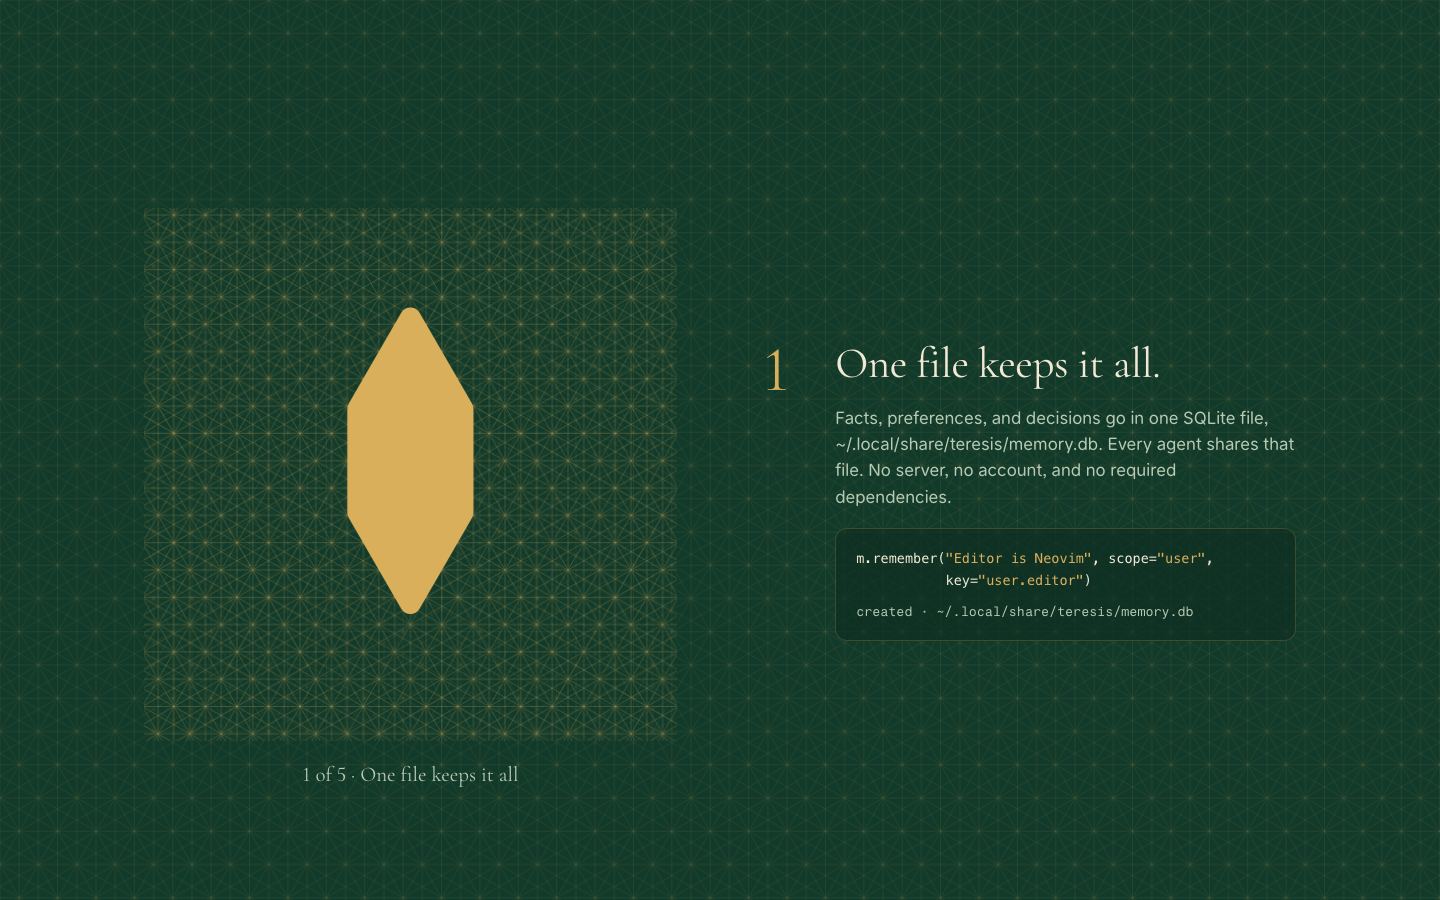 1
One file keeps it all.
Facts, preferences, and decisions go in one SQLite file,
~/.local/share/teresis/memory.db. Every agent shares that
file. No server, no account, and no required
dependencies.
m.remember("Editor is Neovim", scope="user",
key="user.editor")
created · ~/.local/share/teresis/memory.db
1 of 5 · One file keeps it all